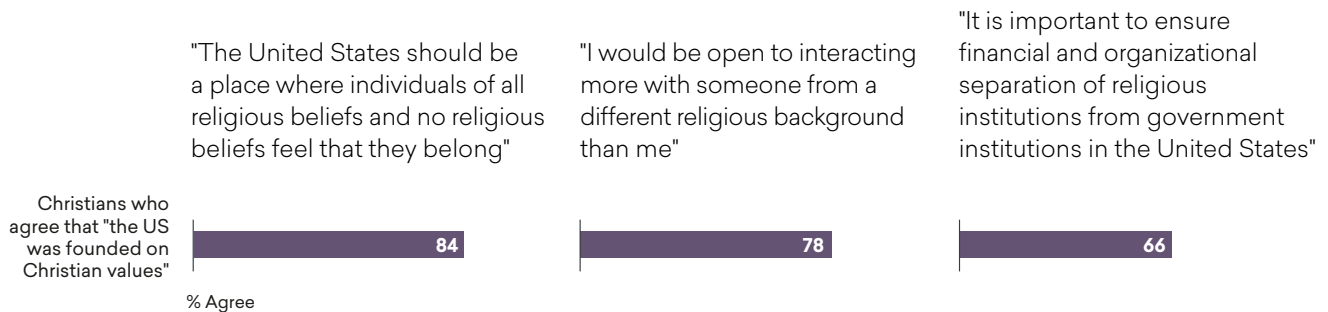 "The United States should be
a place where individuals of all
religious beliefs and no religious
beliefs feel that they belong"
"I would be open to interacting
more with someone from a
different religious background
than me"
"It is important to ensure
financial and organizational
separation of religious
institutions from government
institutions in the United States"
Christians who
agree that "the US
was founded on
Christian values"
84
78
66
% Agree